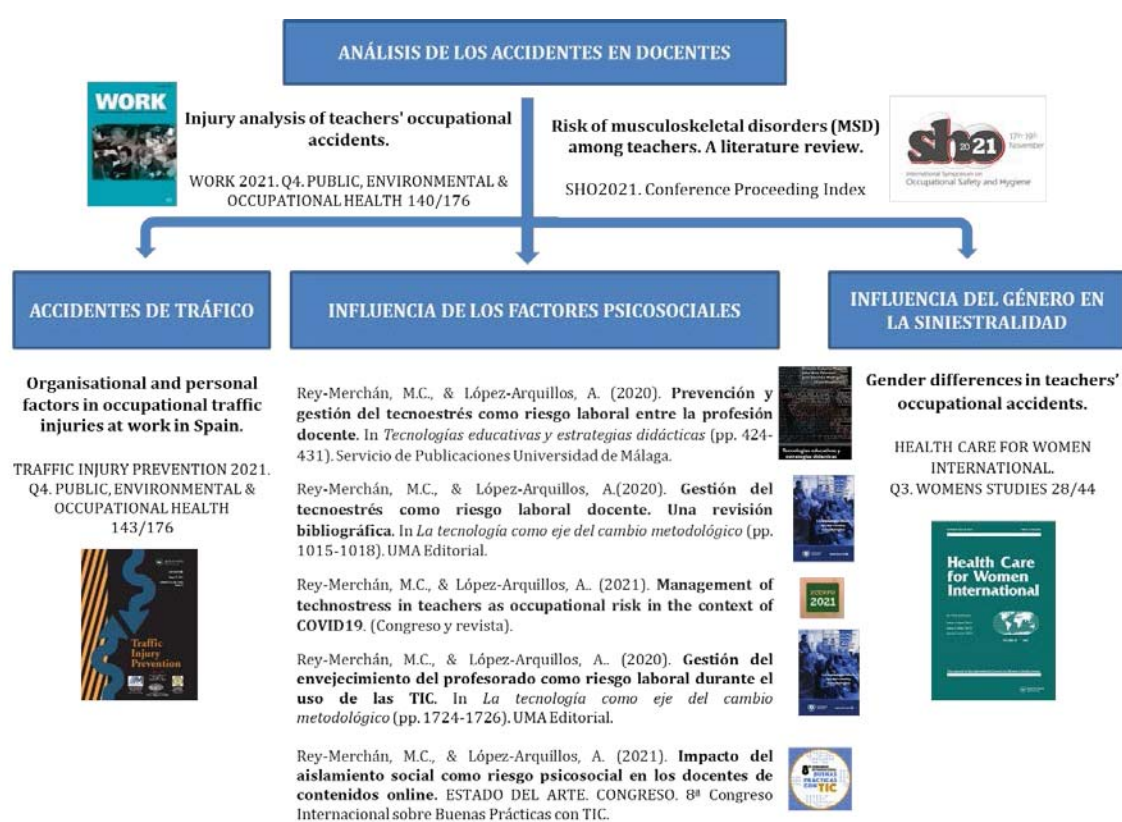 ANÁLISIS DE LOS ACCIDENTES EN DOCENTES
WORK
Injury analysis of teachers' occupational
accidents.
WORK 2021. Q4. PUBLIC, ENVIRONMENTAL &
OCCUPATIONAL HEALTH 140/176
Risk of musculoskeletal disorders (MSD)
among teachers. A literature review.
SHO2021. Conference Proceeding Index
sho
2021
17th-19th
November
International Symposium on
Occupational Safety and Hygiene
ACCIDENTES DE TRÁFICO
Organisational and personal
factors in occupational traffic
injuries at work in Spain.
TRAFFIC INJURY PREVENTION 2021.
Q4. PUBLIC, ENVIRONMENTAL &
OCCUPATIONAL HEALTH
143/176
Traffic
Injury
Prevention
INFLUENCIA DE LOS FACTORES PSICOSOCIALES
Rey-Merchán, M.C., & López-Arquillos, A. (2020). Prevención y
gestión del tecnoestrés como riesgo laboral entre la profesión
docente. In Tecnologías educativas y estrategias didácticas (pp. 424-
431). Servicio de Publicaciones Universidad de Málaga.
Tecnologías educativas y
estrategias didácticas
Rey-Merchán, M.C., & López-Arquillos, A.(2020). Gestión del
tecnoestrés como riesgo laboral docente. Una revisión
bibliográfica. In La tecnología como eje del cambio metodológico (pp.
1015-1018). UMA Editorial.
Rey-Merchán, M.C., & López-Arquillos, A. (2021). Management of
technostress in teachers as occupational risk in the context of
COVID19. (Congreso y revista).
2021
Rey-Merchán, M.C., & López-Arquillos, A.. (2020). Gestión del
envejecimiento del profesorado como riesgo laboral durante el
uso de las TIC. In La tecnología como eje del cambio
metodológico (pp. 1724-1726). UMA Editorial.
Rey-Merchán, M.C., & López-Arquillos, A. (2021). Impacto del
aislamiento social como riesgo psicosocial en los docentes de
contenidos online. ESTADO DEL ARTE. CONGRESO. 8ª Congreso
Internacional sobre Buenas Prácticas con TIC.
BUENAS
PRÁCTICAS
CON TIC
INFLUENCIA DEL GÉNERO EN
LA SINIESTRALIDAD
Gender differences in teachers'
occupational accidents.
HEALTH CARE FOR WOMEN
INTERNATIONAL.
Q3. WOMENS STUDIES 28/44
Health Care
for Women
International